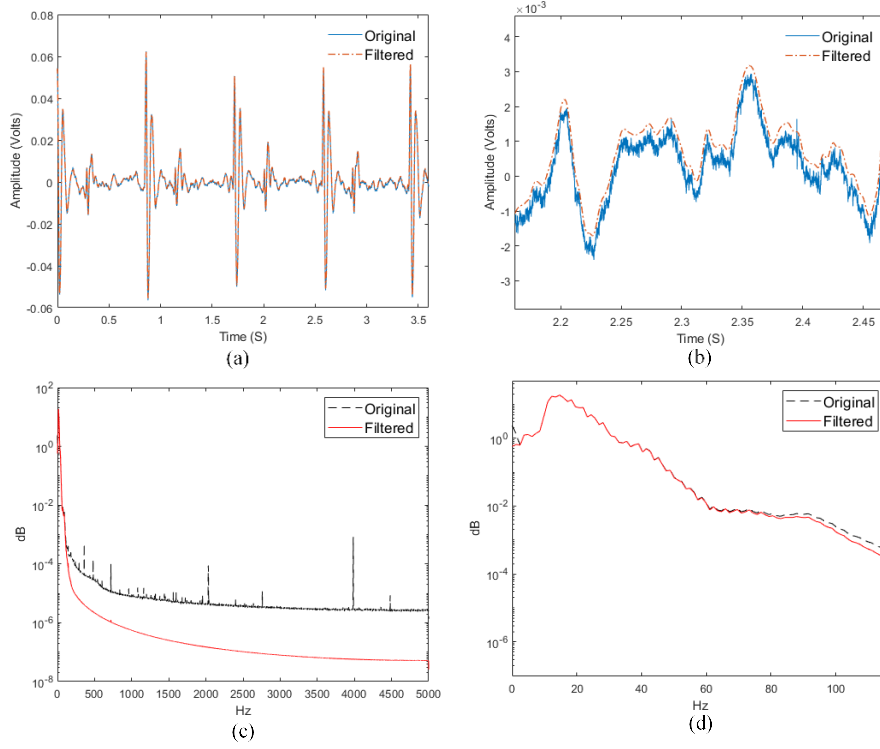 0.08
0.06
0.04
0.02
0
-0.02
-0.04
-0.06
Amplitude (Volts)
0 0.5 1 1.5 2 2.5 3 3.5
Time (S)
Original
Filtered
(a)
×10⁻³
3
2
1
0
-1
-2
-3
Amplitude (Volts)
2.2 2.25 2.3 2.35 2.4 2.45
Time (S)
Original
Filtered
(b)
10²
10⁰
10⁻²
10⁻⁴
10⁻⁶
10⁻⁸
dB
0 500 1000 1500 2000 2500 3000 3500 4000 4500 5000
Hz
Original
Filtered
(c)
10⁰
10⁻²
10⁻⁴
10⁻⁶
dB
0 20 40 60 80 100
Hz
Original
Filtered
(d)